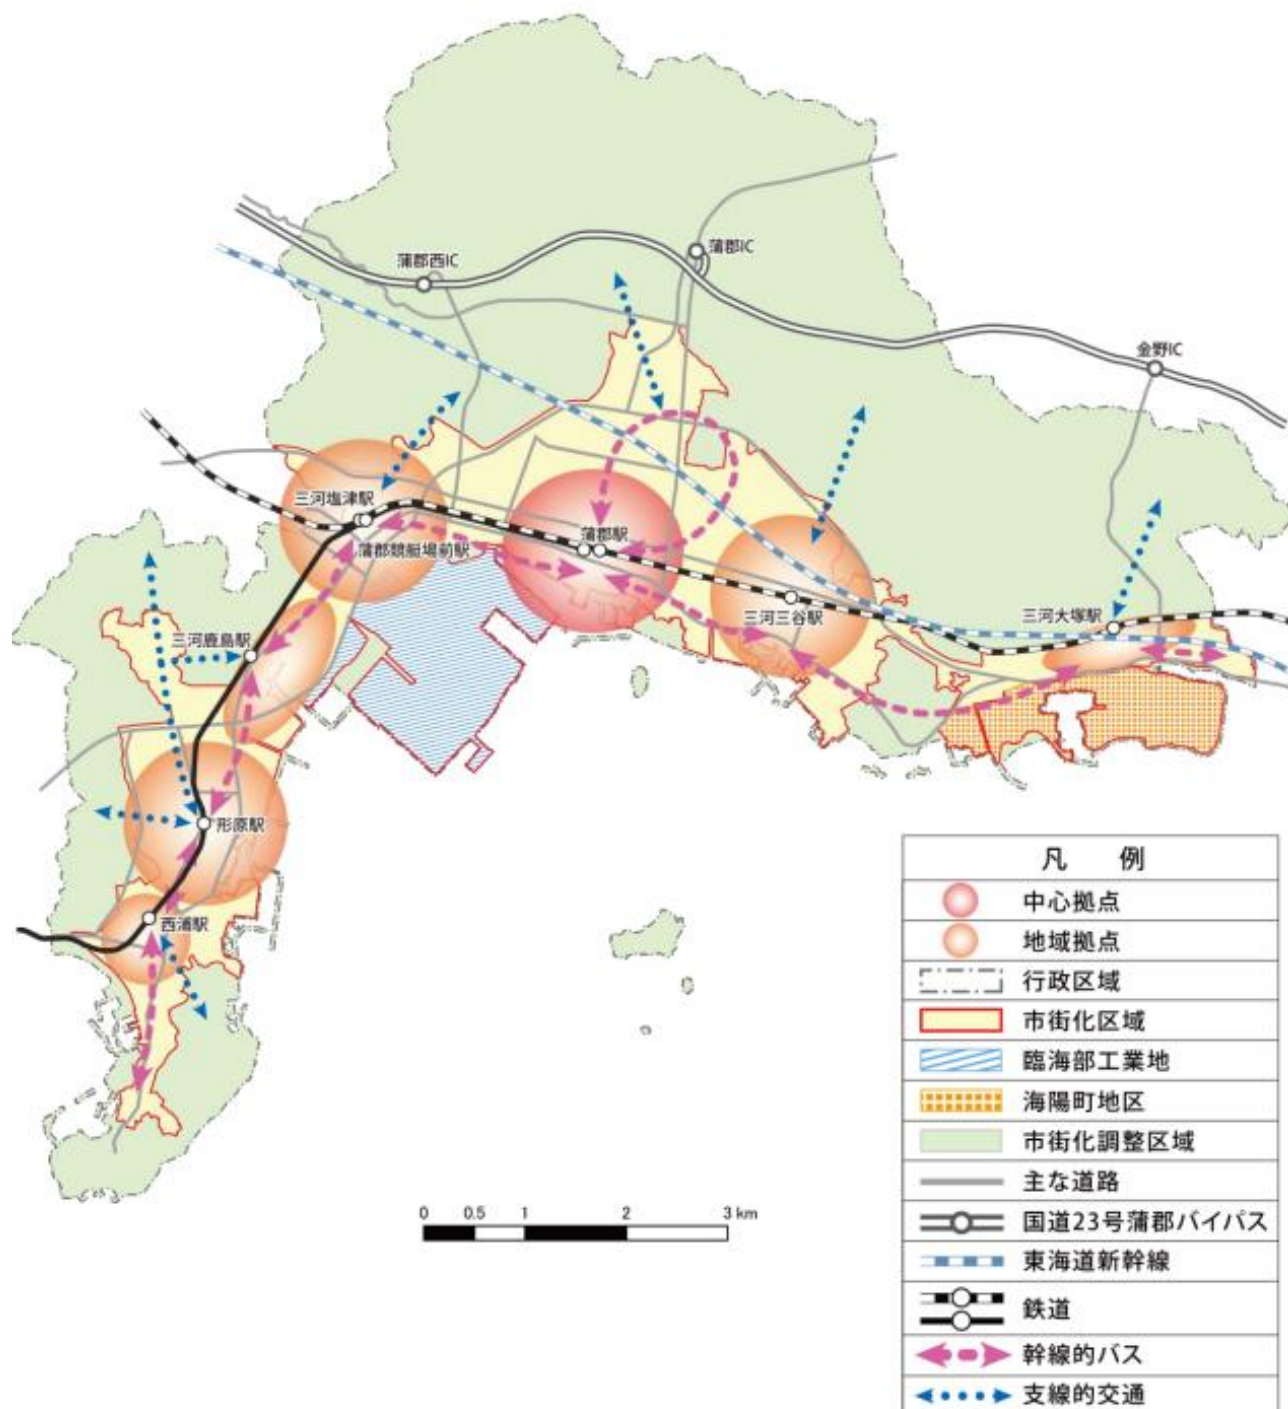 蒲郡IC
蒲郡西IC
金野IC
三河塩津駅
蒲郡競艇場前駅
蒲郡駅
三河三谷駅
三河大塚駅
三河鹿島駅
形原駅
西浦駅
0 0.5 1 2 3 km
凡 例
中心拠点
地域拠点
行政区域
市街化区域
臨海部工業地
海陽町地区
市街化調整区域
主な道路
国道23号蒲郡バイパス
東海道新幹線
鉄道
幹線的バス
支線的交通